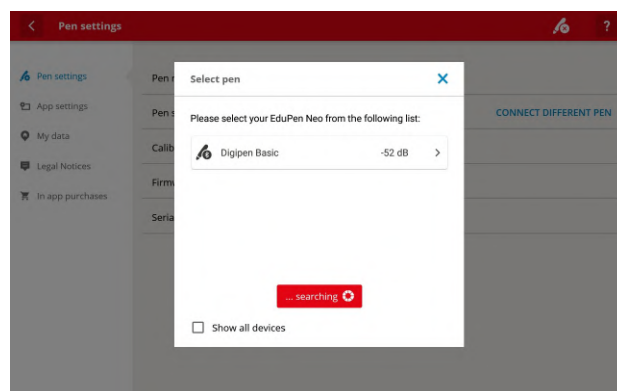 Pen settings
?
Pen settings
App settings
My data
Legal Notices
In app purchases
Pen
Pen s
CONNECT DIFFERENT PEN
Calib
Firmw
Seria
Select pen
Please select your EduPen Neo from the following list:
Digipen Basic -52 dB
... searching
Show all devices